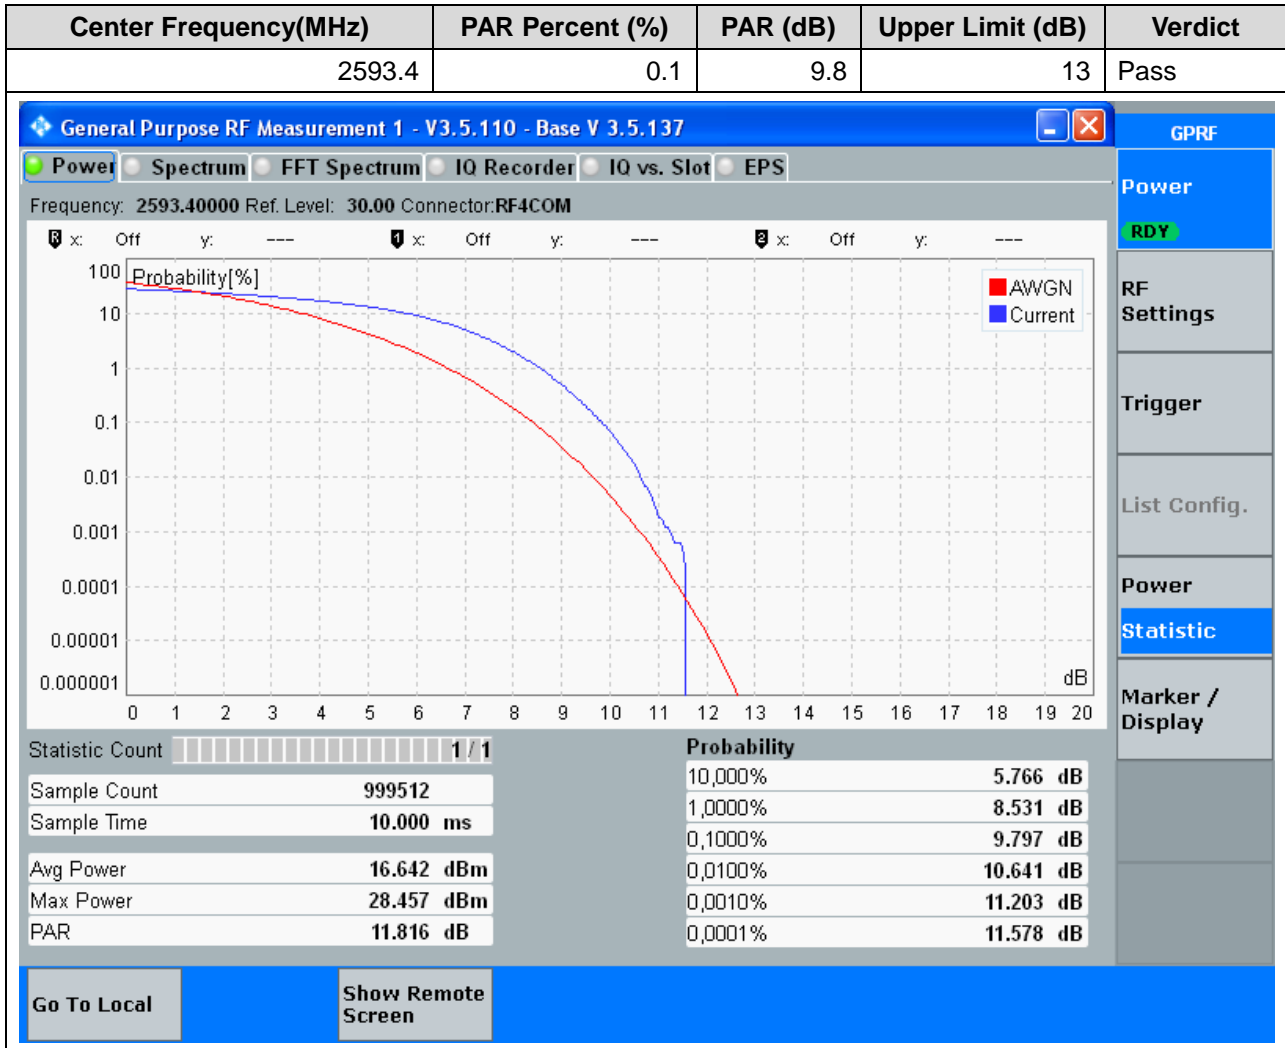 Center Frequency(MHz) PAR Percent (%) PAR (dB) Upper Limit (dB) Verdict
2593.4 0.1 9.8 13 Pass
General Purpose RF Measurement 1 - V3.5.110 - Base V 3.5.137
GPRF
Power Spectrum FFT Spectrum IQ Recorder IQ vs. Slot EPS
Frequency: 2593.40000 Ref. Level: 30.00 Connector:RF4COM
R x: Off y: --- 1 x: Off y: --- 2 x: Off y: ---
Probability[%]
AWGN
Current
100
10
1
0.1
0.01
0.001
0.0001
0.00001
0.000001
dB
0 1 2 3 4 5 6 7 8 9 10 11 12 13 14 15 16 17 18 19 20
Statistic Count 1 / 1
Sample Count 999512
Sample Time 10.000 ms
Avg Power 16.642 dBm
Max Power 28.457 dBm
PAR 11.816 dB
Probability
10,000% 5.766 dB
1,0000% 8.531 dB
0,1000% 9.797 dB
0,0100% 10.641 dB
0,0010% 11.203 dB
0,0001% 11.578 dB
Power
RDY
RF
Settings
Trigger
List Config.
Power
Statistic
Marker /
Display
Go To Local
Show Remote
Screen